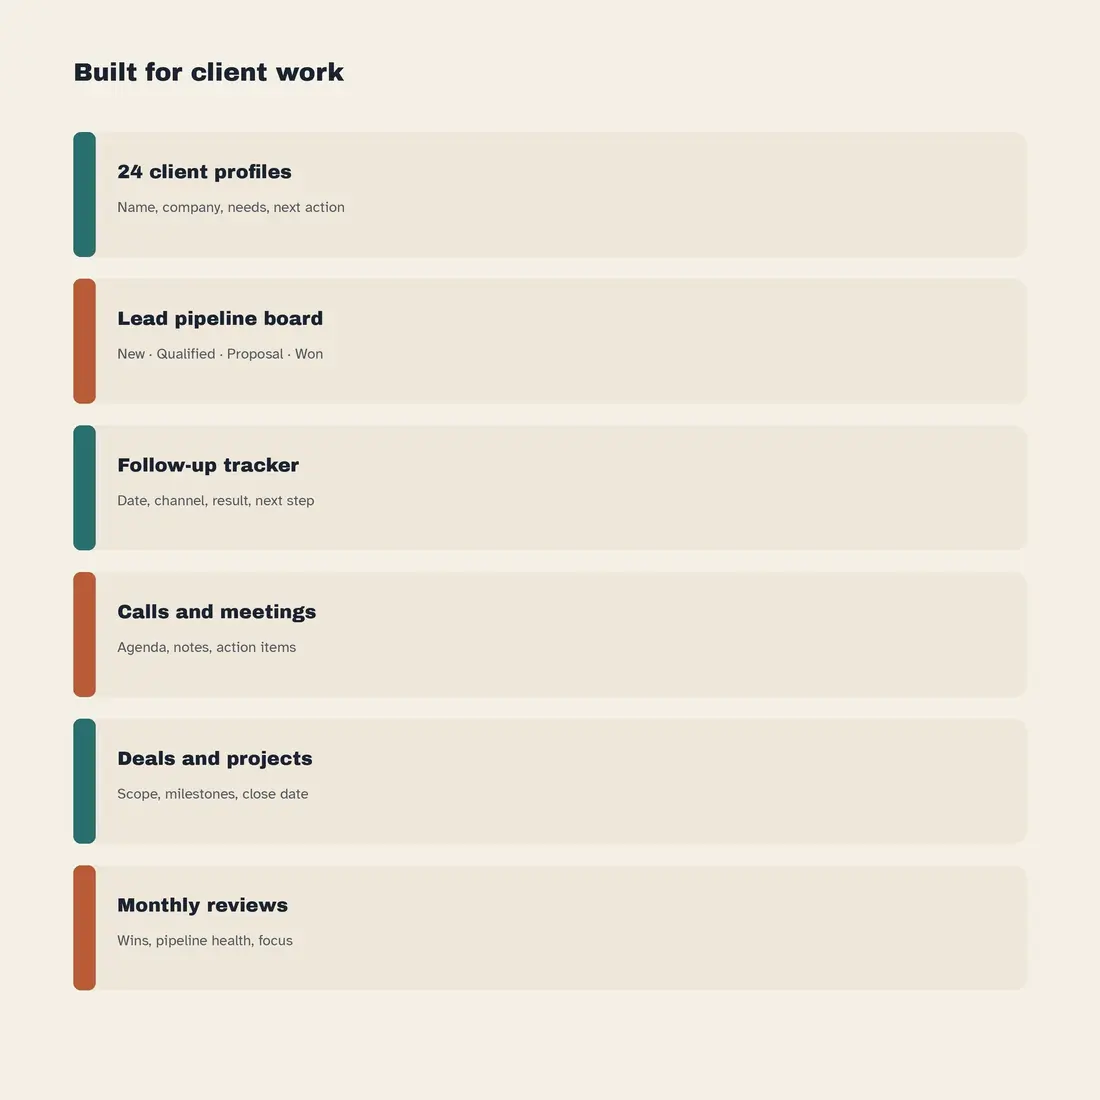 Built for client work
24 client profiles
Name, company, needs, next action
Lead pipeline board
New · Qualified · Proposal · Won
Follow-up tracker
Date, channel, result, next step
Calls and meetings
Agenda, notes, action items
Deals and projects
Scope, milestones, close date
Monthly reviews
Wins, pipeline health, focus